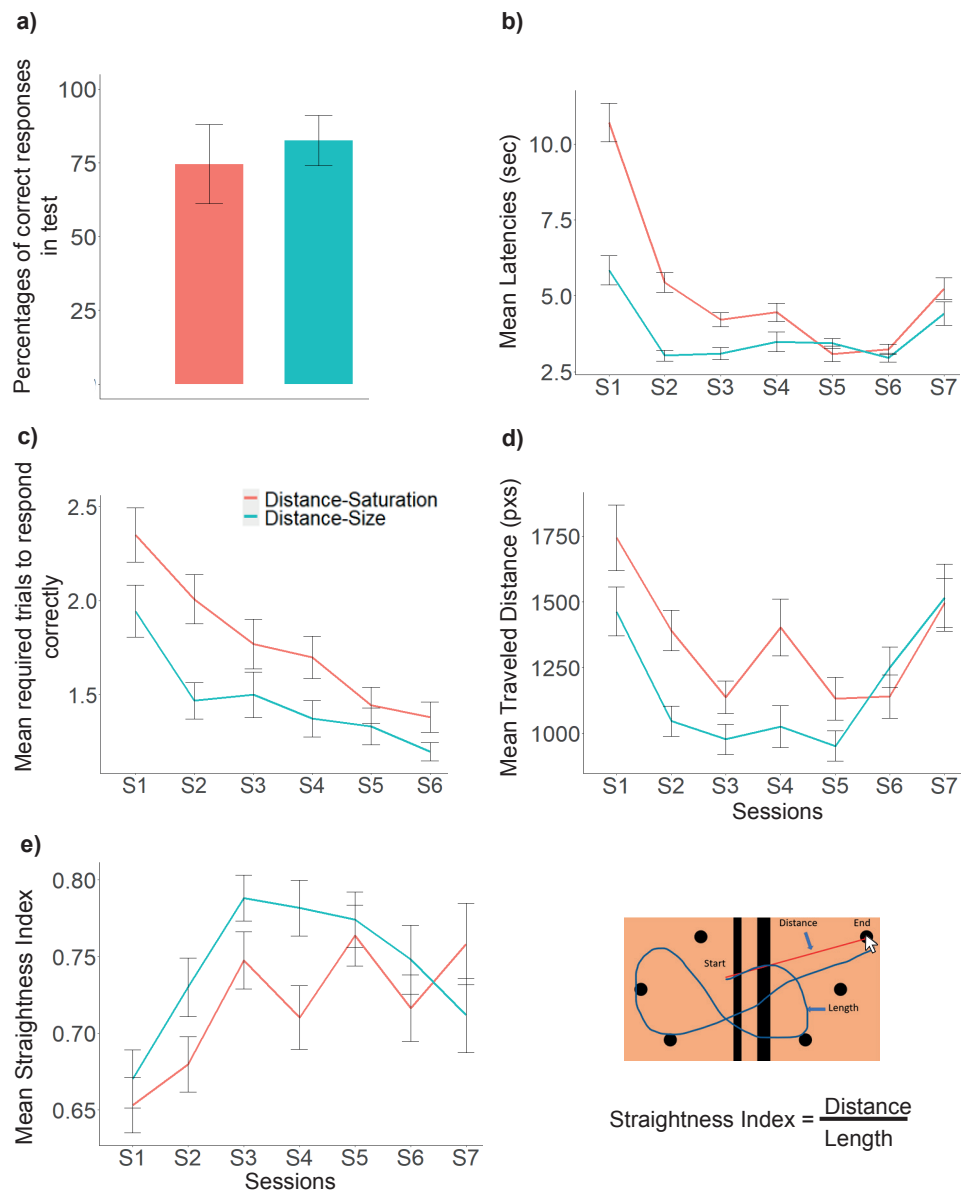 a)
Percentages of correct responses
in test
100
75
50
25
b)
Mean Latencies (sec)
10.0
7.5
5.0
2.5
S1 S2 S3 S4 S5 S6 S7
c)
Mean required trials to respond
correctly
2.5
2.0
1.5
Distance-Saturation
Distance-Size
S1 S2 S3 S4 S5 S6
d)
Mean Traveled Distance (pxs)
1750
1500
1250
1000
S1 S2 S3 S4 S5 S6 S7
Sessions
e)
Mean Straightness Index
0.80
0.75
0.70
0.65
S1 S2 S3 S4 S5 S6 S7
Sessions
Distance
End
Start
Length
Straightness Index = Distance
Length